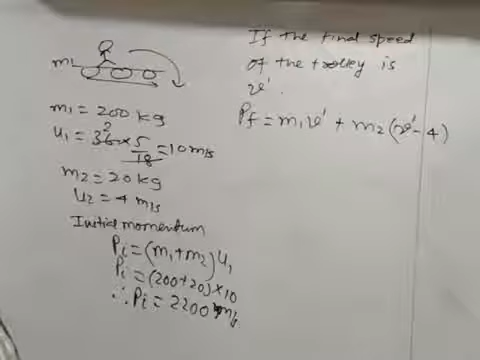 m2
m1 = 200 kg
u1 = 36 2 × 5 / 18 = 10 m/s
m2 = 20 kg
u2 = 4 m/s
Initial momentum
Pi = (m1 + m2) u1
Pi = (200 + 20) × 10
∴ Pi = 2200
If the final speed
of the trolley is
v'.
Pf = m1 v' + m2 (v' - 4)